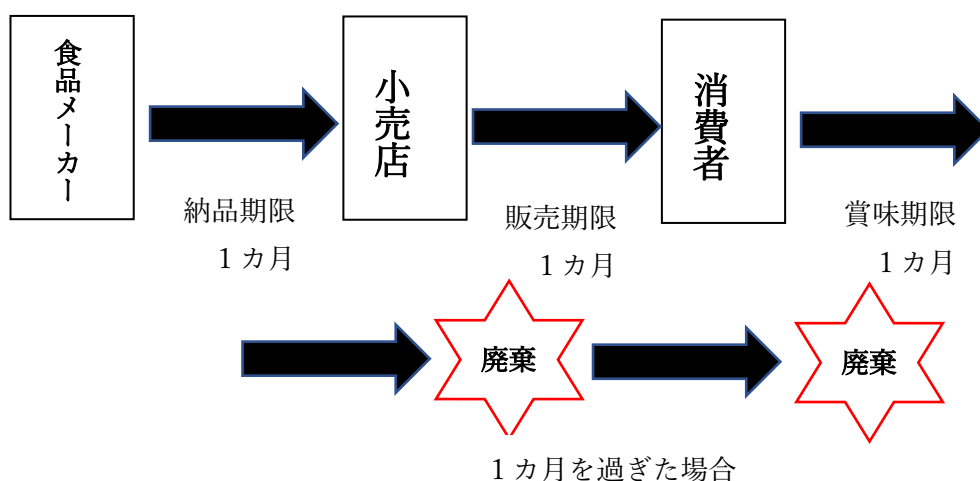 食品メーカー
小売店
消費者
納品期限
1カ月
販売期限
1カ月
賞味期限
1カ月
廃棄
廃棄
1カ月を過ぎた場合